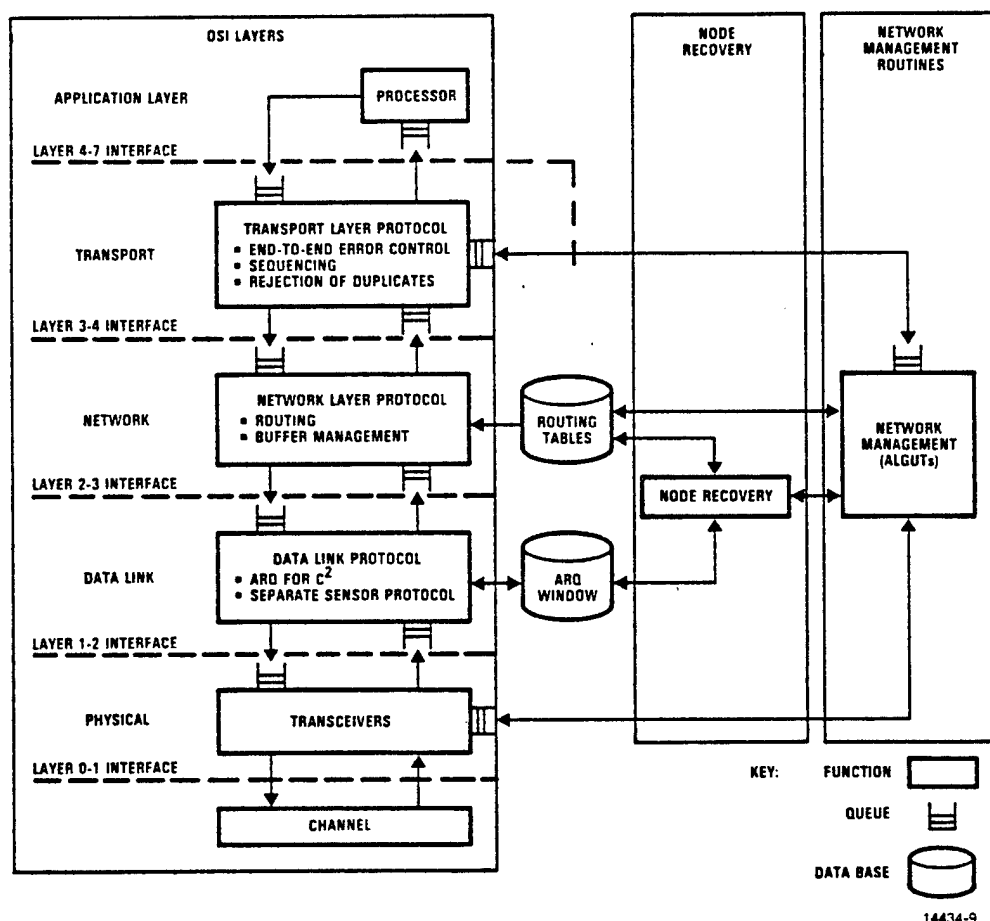 OSI LAYERS
NODE
RECOVERY
NETWORK
MANAGEMENT
ROUTINES
APPLICATION LAYER
PROCESSOR
LAYER 4-7 INTERFACE
TRANSPORT
TRANSPORT LAYER PROTOCOL
▪ END-TO-END ERROR CONTROL
▪ SEQUENCING
▪ REJECTION OF DUPLICATES
LAYER 3-4 INTERFACE
NETWORK
NETWORK LAYER PROTOCOL
▪ ROUTING
▪ BUFFER MANAGEMENT
ROUTING
TABLES
NETWORK
MANAGEMENT
(ALGUTs)
NODE RECOVERY
LAYER 2-3 INTERFACE
DATA LINK
DATA LINK PROTOCOL
▪ ARQ FOR C²
▪ SEPARATE SENSOR PROTOCOL
ARQ
WINDOW
LAYER 1-2 INTERFACE
PHYSICAL
TRANSCEIVERS
LAYER 0-1 INTERFACE
CHANNEL
KEY: FUNCTION
QUEUE
DATA BASE
14434-9